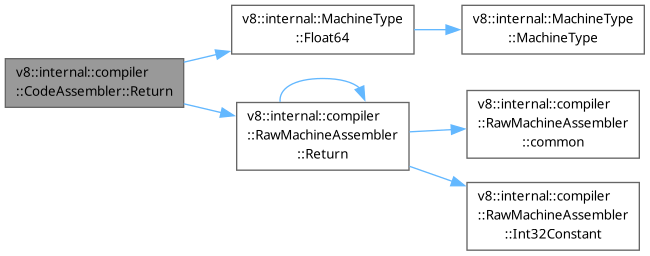 v8::internal::compiler
::CodeAssembler::Return
v8::internal::MachineType
::Float64
v8::internal::MachineType
::MachineType
v8::internal::compiler
::RawMachineAssembler
::Return
v8::internal::compiler
::RawMachineAssembler
::common
v8::internal::compiler
::RawMachineAssembler
::Int32Constant